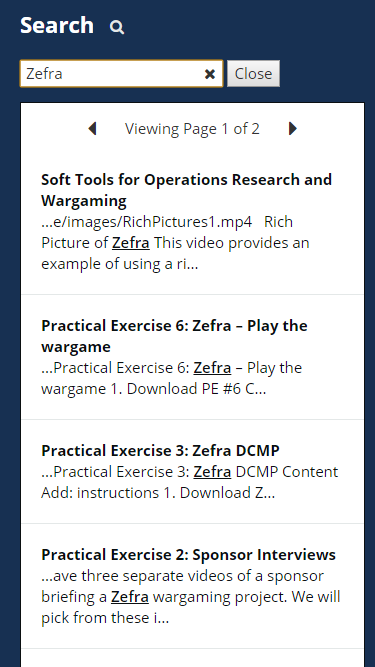 Search
Zefra
Close
Viewing Page 1 of 2
Soft Tools for Operations Research and
Wargaming
...e/images/RichPictures1.mp4 Rich
Picture of Zefra This video provides an
example of using a ri...
Practical Exercise 6: Zefra – Play the
wargame
...Practical Exercise 6: Zefra – Play the
wargame 1. Download PE #6 C...
Practical Exercise 3: Zefra DCMP
...Practical Exercise 3: Zefra DCMP Content
Add: instructions 1. Download Z...
Practical Exercise 2: Sponsor Interviews
...ave three separate videos of a sponsor
briefing a Zefra wargaming project. We will
pick from these i...